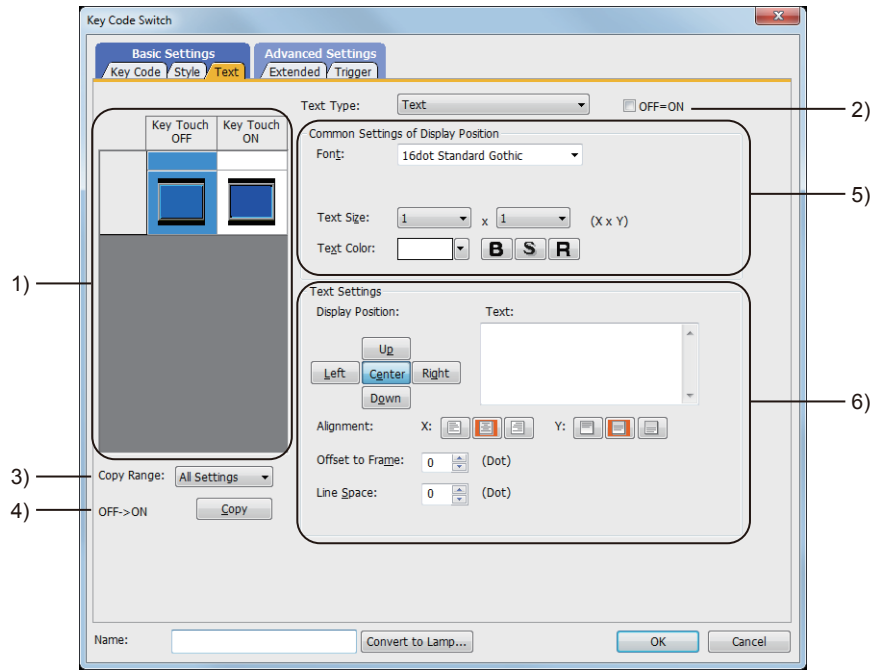 Key Code Switch
Basic Settings Advanced Settings
Key Code Style Text Extended Trigger
Text Type: Text OFF=ON 2)
Key Touch OFF Key Touch ON
Common Settings of Display Position
Font: 16dot Standard Gothic
5)
Text Size: 1 x 1 (X x Y)
Text Color: B S R
1)
Text Settings
Display Position: Text:
Up
Left Center Right
Down
6)
Alignment: X: Y:
Offset to Frame: 0 (Dot)
Line Space: 0 (Dot)
3) Copy Range: All Settings
4) OFF->ON Copy
Name: Convert to Lamp... OK Cancel